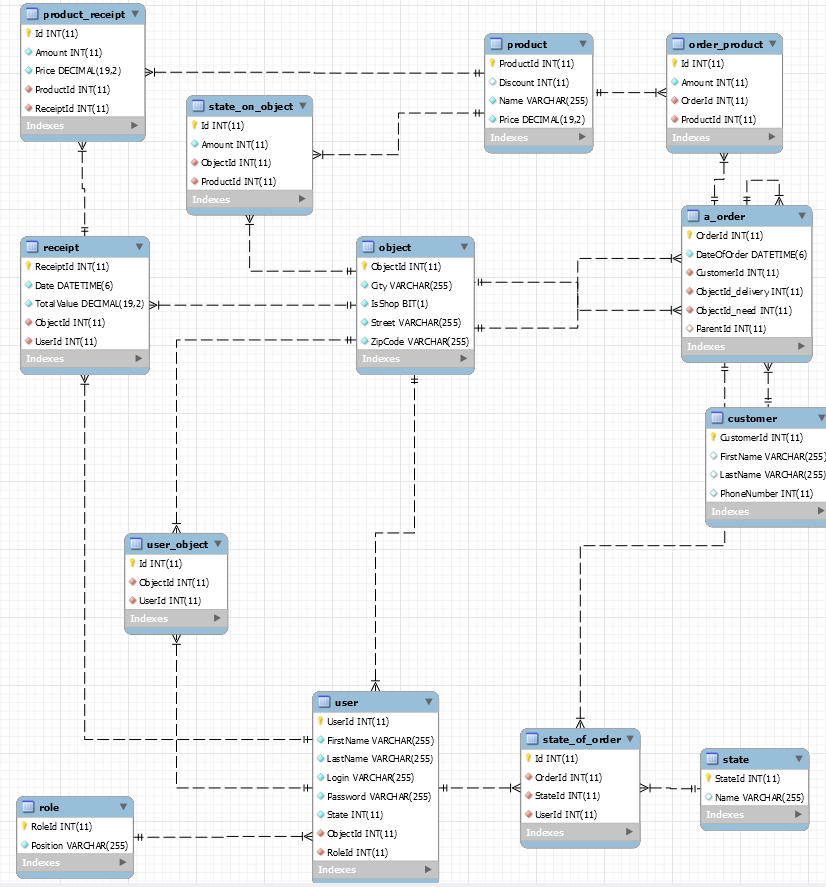 product_receipt
Id INT(11)
Amount INT(11)
Price DECIMAL(19,2)
ProductId INT(11)
ReceiptId INT(11)
Indexes
state_on_object
Id INT(11)
Amount INT(11)
ObjectId INT(11)
ProductId INT(11)
Indexes
product
ProductId INT(11)
Discount INT(11)
Name VARCHAR(255)
Price DECIMAL(19,2)
Indexes
order_product
Id INT(11)
Amount INT(11)
OrderId INT(11)
ProductId INT(11)
Indexes
receipt
ReceiptId INT(11)
Date DATETIME(6)
TotalValue DECIMAL(19,2)
ObjectId INT(11)
UserId INT(11)
Indexes
object
ObjectId INT(11)
City VARCHAR(255)
IsShop BIT(1)
Street VARCHAR(255)
ZipCode VARCHAR(255)
Indexes
a_order
OrderId INT(11)
DateOfOrder DATETIME(6)
CustomerId INT(11)
ObjectId_delivery INT(11)
ObjectId_need INT(11)
ParentId INT(11)
Indexes
customer
CustomerId INT(11)
FirstName VARCHAR(255)
LastName VARCHAR(255)
PhoneNumber INT(11)
Indexes
user_object
Id INT(11)
ObjectId INT(11)
UserId INT(11)
Indexes
user
UserId INT(11)
FirstName VARCHAR(255)
LastName VARCHAR(255)
Login VARCHAR(255)
Password VARCHAR(255)
State INT(11)
ObjectId INT(11)
RoleId INT(11)
Indexes
state_of_order
Id INT(11)
OrderId INT(11)
StateId INT(11)
UserId INT(11)
Indexes
state
StateId INT(11)
Name VARCHAR(255)
Indexes
role
RoleId INT(11)
Position VARCHAR(255)
Indexes